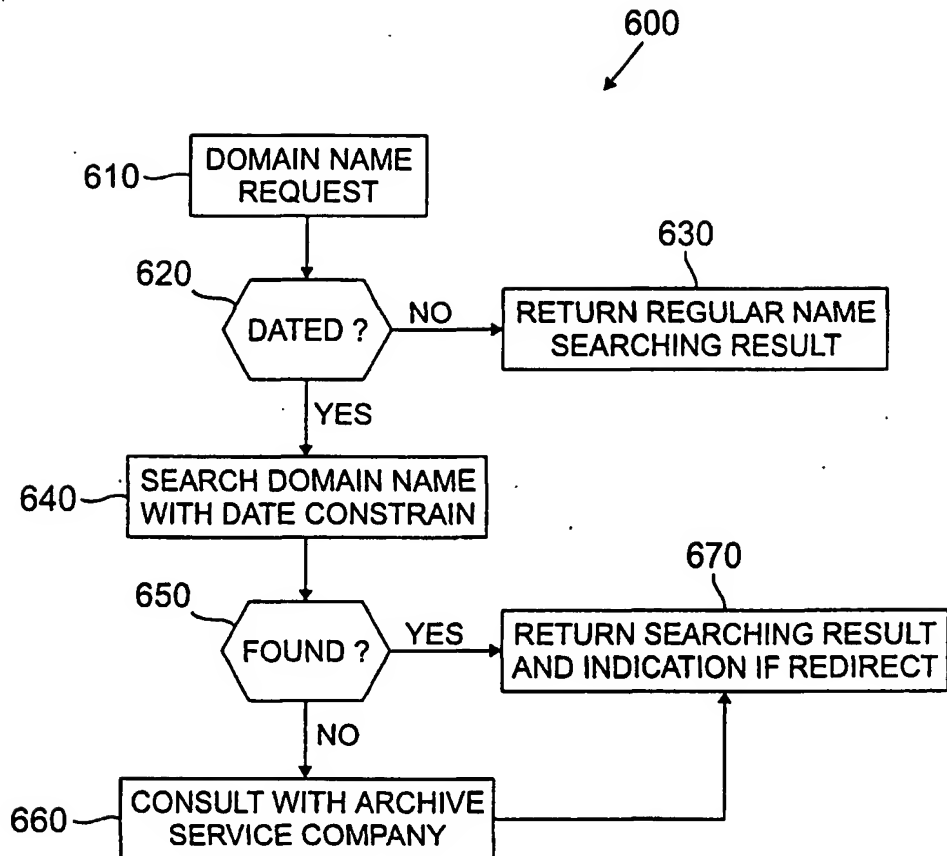 600
610
DOMAIN NAME
REQUEST
620
DATED ?
NO
630
RETURN REGULAR NAME
SEARCHING RESULT
YES
640
SEARCH DOMAIN NAME
WITH DATE CONSTRAIN
650
FOUND ?
YES
670
RETURN SEARCHING RESULT
AND INDICATION IF REDIRECT
NO
660
CONSULT WITH ARCHIVE
SERVICE COMPANY